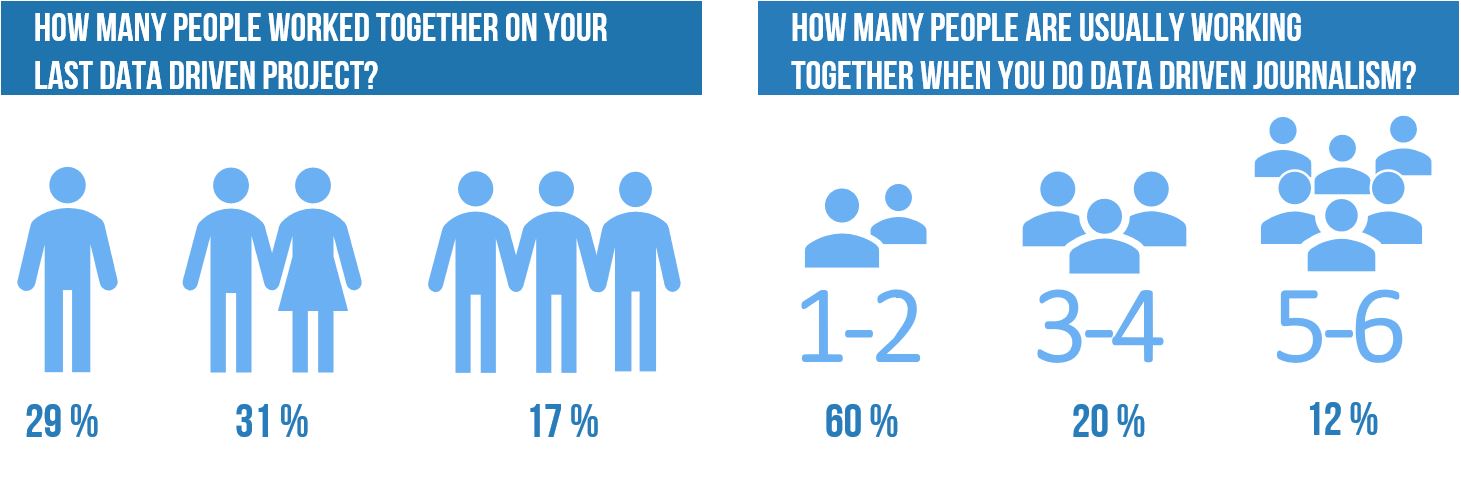 HOW MANY PEOPLE WORKED TOGETHER ON YOUR
LAST DATA DRIVEN PROJECT?
29 %
31 %
17 %
HOW MANY PEOPLE ARE USUALLY WORKING
TOGETHER WHEN YOU DO DATA DRIVEN JOURNALISM?
1-2
3-4
5-6
60 %
20 %
12 %